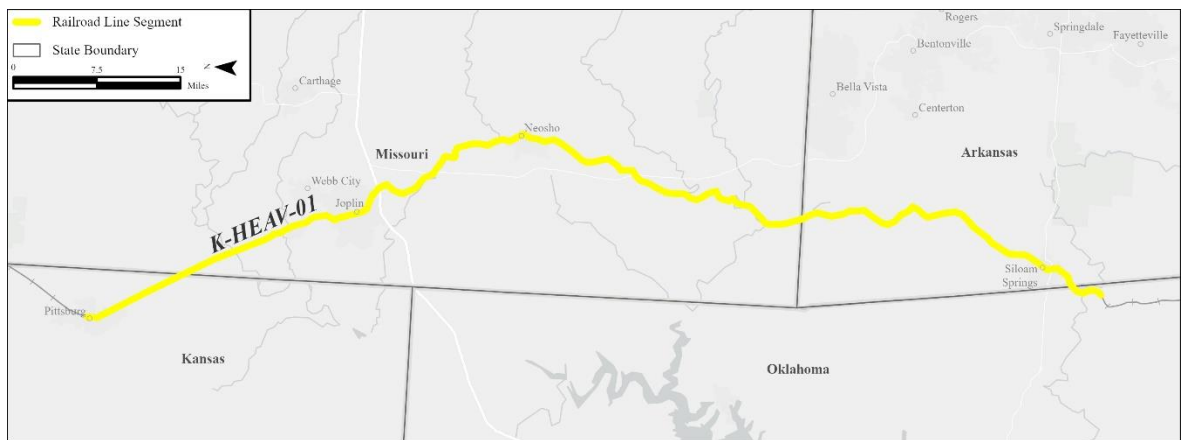 Railroad Line Segment
State Boundary
0 7.5 15
Miles
N
Carthage
Rogers
Springdale
Bentonville
Fayetteville
Bella Vista
Centerton
Neosho
Missouri
Arkansas
Webb City
Joplin
K-HEAV-01
Siloam
Springs
Pittsburg
Kansas
Oklahoma